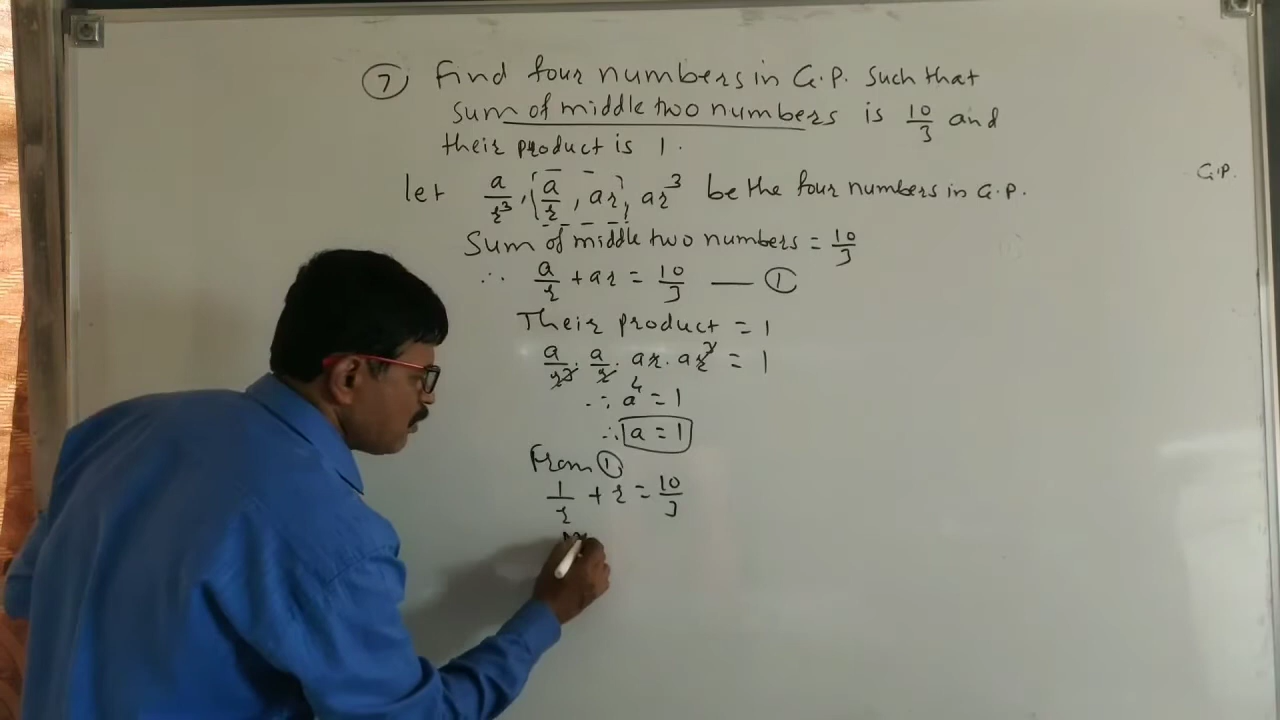 7 Find four numbers in G.P. such that
sum of middle two numbers is 10/3 and
their product is 1.
G.P.
let a/r³, a/r, ar, ar³ be the four numbers in G.P.
Sum of middle two numbers = 10/3
∴ a/r + ar = 10/3 — ①
Their product = 1
a/r³ · a/r · ar · ar³ = 1
∴ a⁴ = 1
∴ a = 1
From ①
1/r + r = 10/3